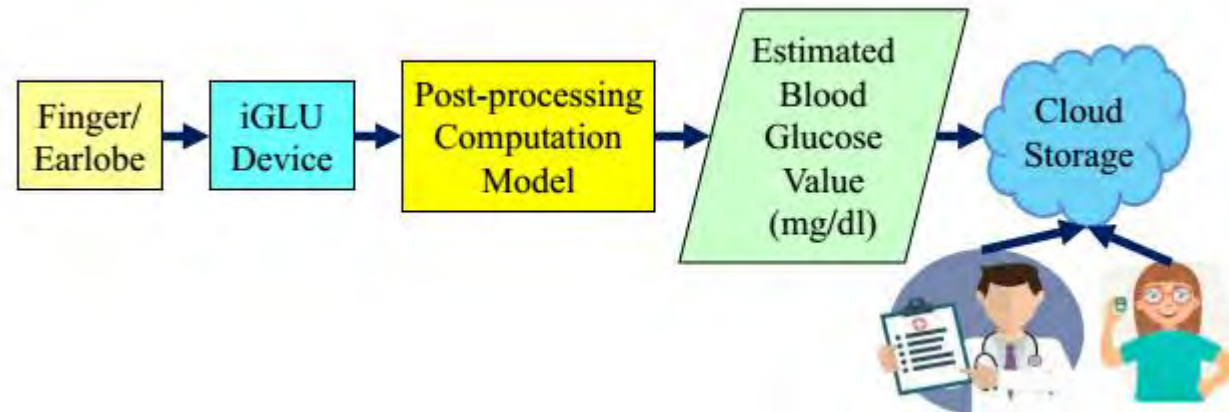 Finger/
Earlobe
iGLU
Device
Post-processing
Computation
Model
Estimated
Blood
Glucose
Value
(mg/dl)
Cloud
Storage